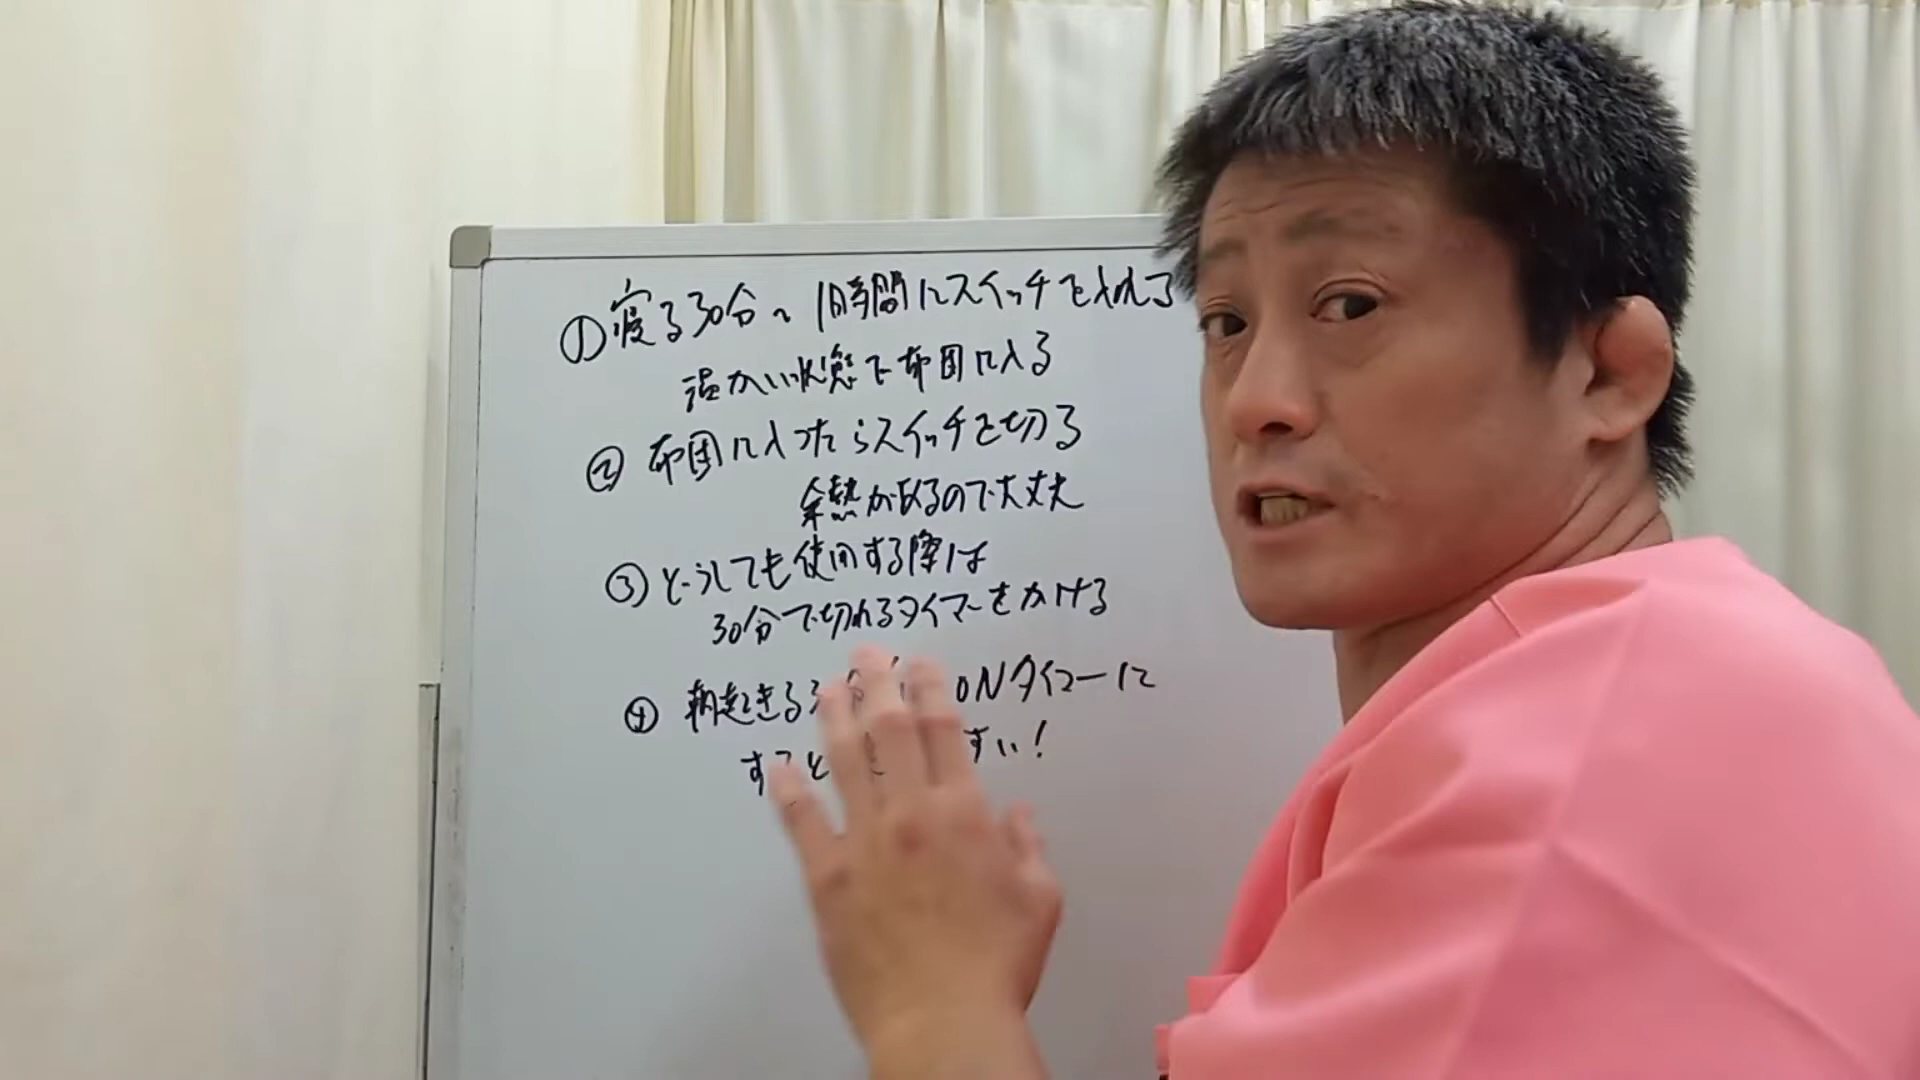 ①寝る30分〜1時間にスイッチを入れる
温かい状態で布団に入る
②布団に入ったらスイッチを切る
余熱があるので大丈夫
③どうしても使用する際は
30分で切れるタイマーをかける
④朝起きる ONタイマーに
すすい!